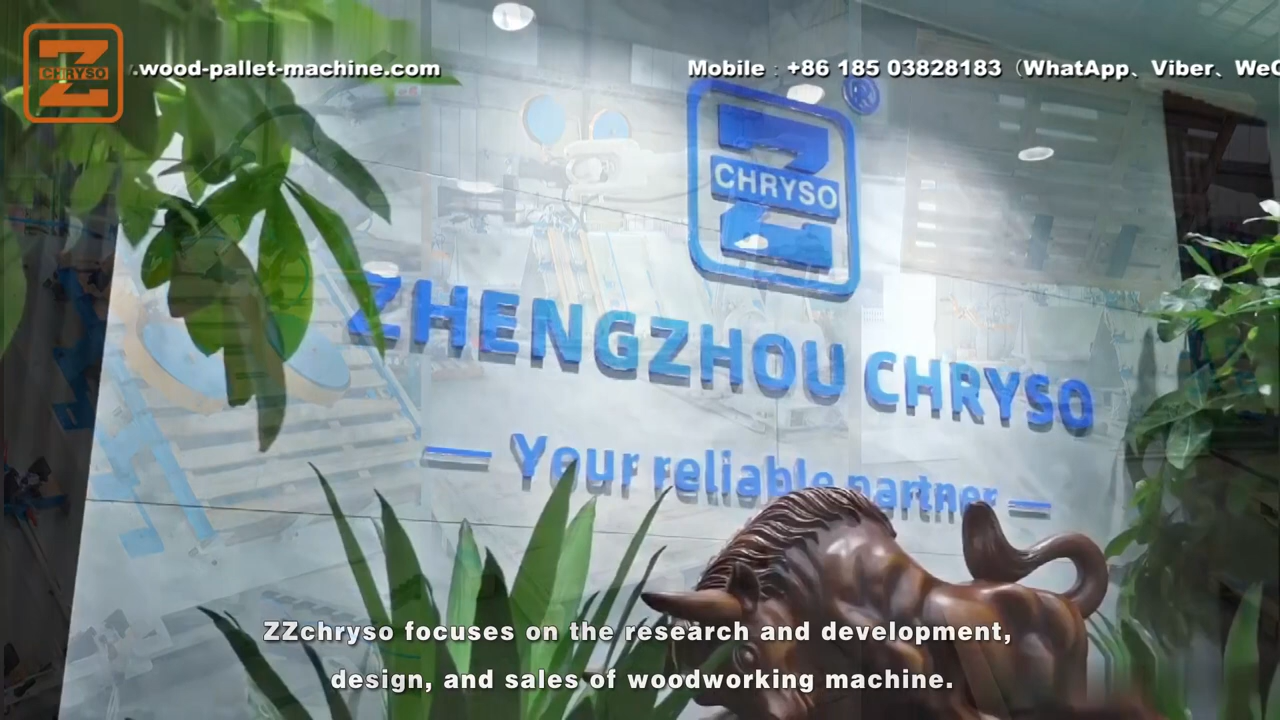 CHRYSO
.wood-pallet-machine.com
Mobile：+86 185 03828183（WhatApp、Viber、WeC
®
CHRYSO
ZHENGZHOU CHRYSO
— Your reliable partner —
ZZchryso focuses on the research and development,
design, and sales of woodworking machine.